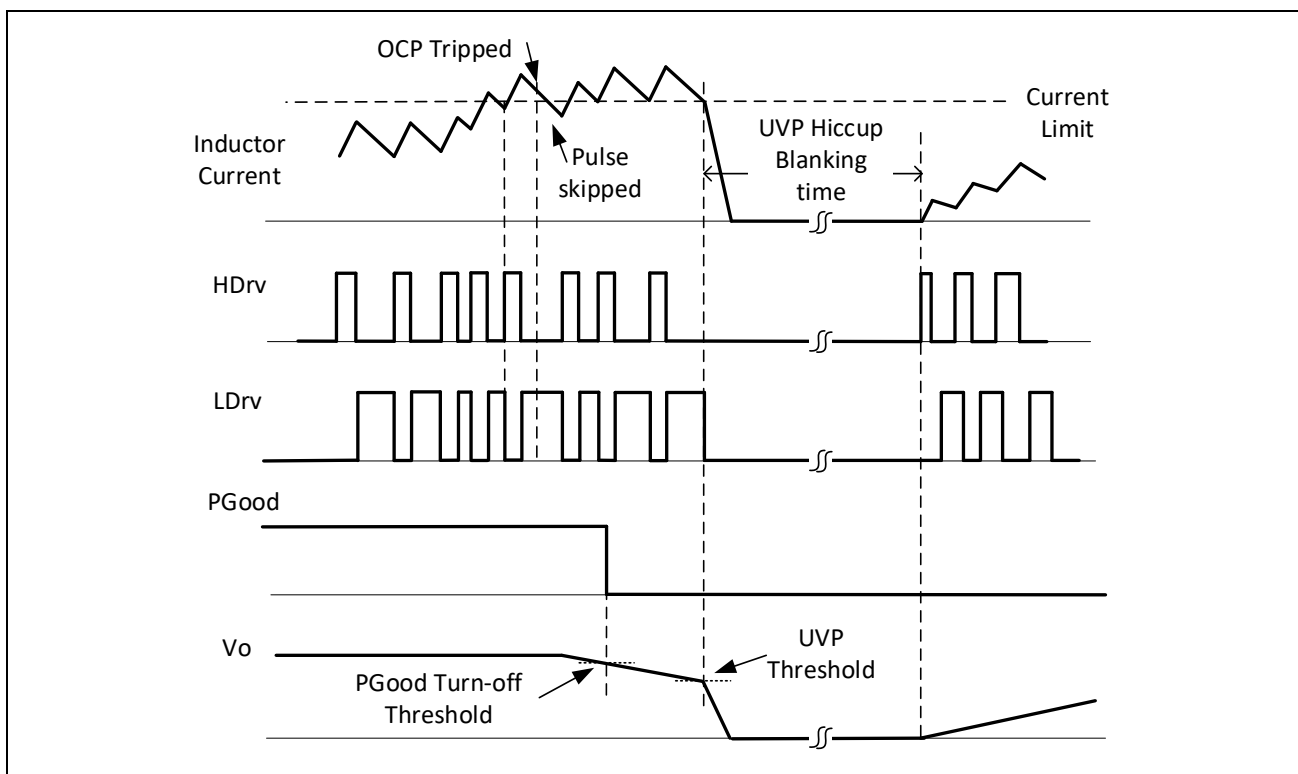 OCP Tripped
Current
Limit
UVP Hiccup
Blanking
time
Inductor
Current
Pulse
skipped
HDrv
LDrv
PGood
Vo
UVP
Threshold
PGood Turn-off
Threshold